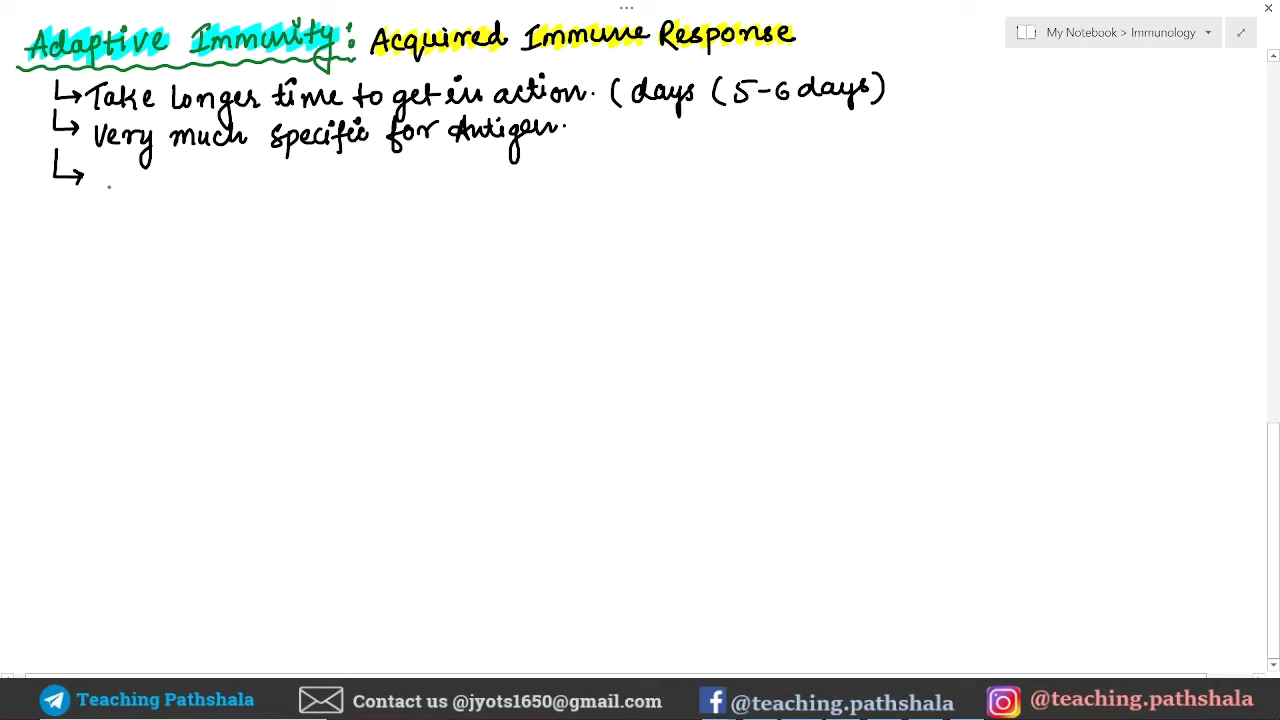 Adaptive Immunity: Acquired Immune Response
My Notebook > Immunology
↳ Take longer time to get in action. (days (5-6 days)
↳ Very much specific for Antigen.
↳
Teaching Pathshala
Contact us @jyots1650@gmail.com
@teaching.pathshala
@teaching.pathshala